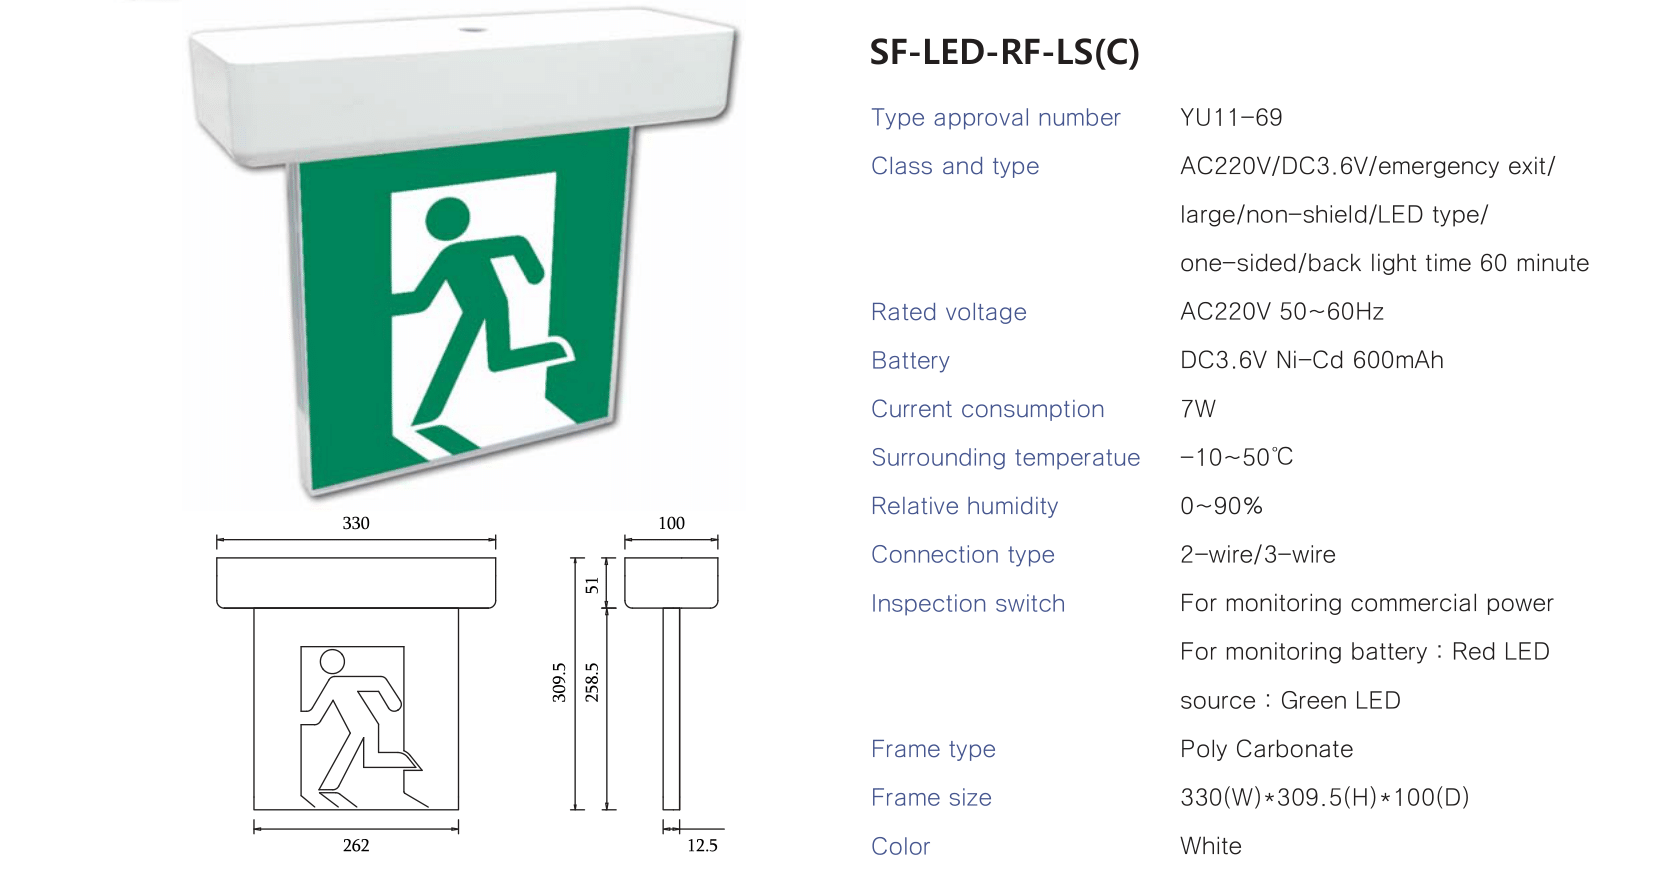 SF-LED-RF-LS(C)
Type approval number YU11-69
Class and type AC220V/DC3.6V/emergency exit/
large/non-shield/LED type/
one-sided/back light time 60 minute
Rated voltage AC220V 50~60Hz
Battery DC3.6V Ni-Cd 600mAh
Current consumption 7W
Surrounding temperatue -10~50℃
Relative humidity 0~90%
Connection type 2-wire/3-wire
Inspection switch For monitoring commercial power
For monitoring battery : Red LED
source : Green LED
Frame type Poly Carbonate
Frame size 330(W)*309.5(H)*100(D)
Color White
330
100
51
309.5
258.5
262
12.5